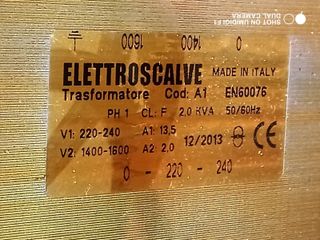 SHOT ON UMIDIGI F1
DUAL CAMERA
1600 1400 0
ELETTROSCALVE MADE IN ITALY
Trasformatore Cod: A1 EN60076
PH 1 CL: F 2.0 KVA 50/60Hz
V1: 220-240 A1: 13,5
V2: 1400-1600 A2: 2.0 12/2013 CE
0 - 220 - 240